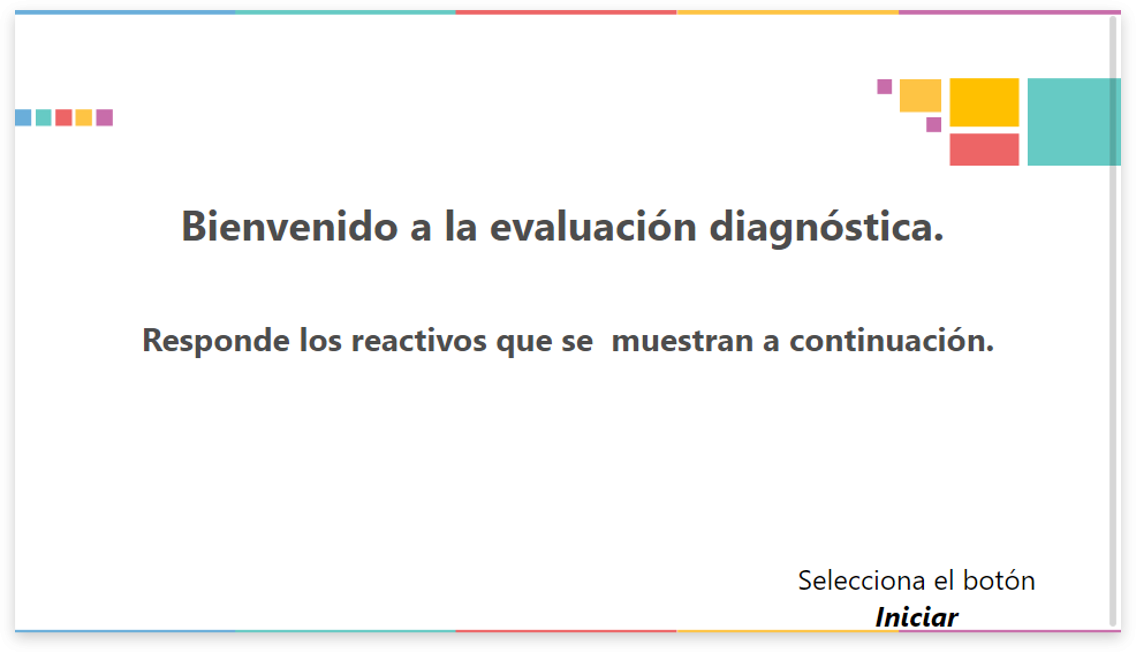 Bienvenido a la evaluación diagnóstica.
Responde los reactivos que se  muestran a continuación.
Selecciona el botón
Iniciar